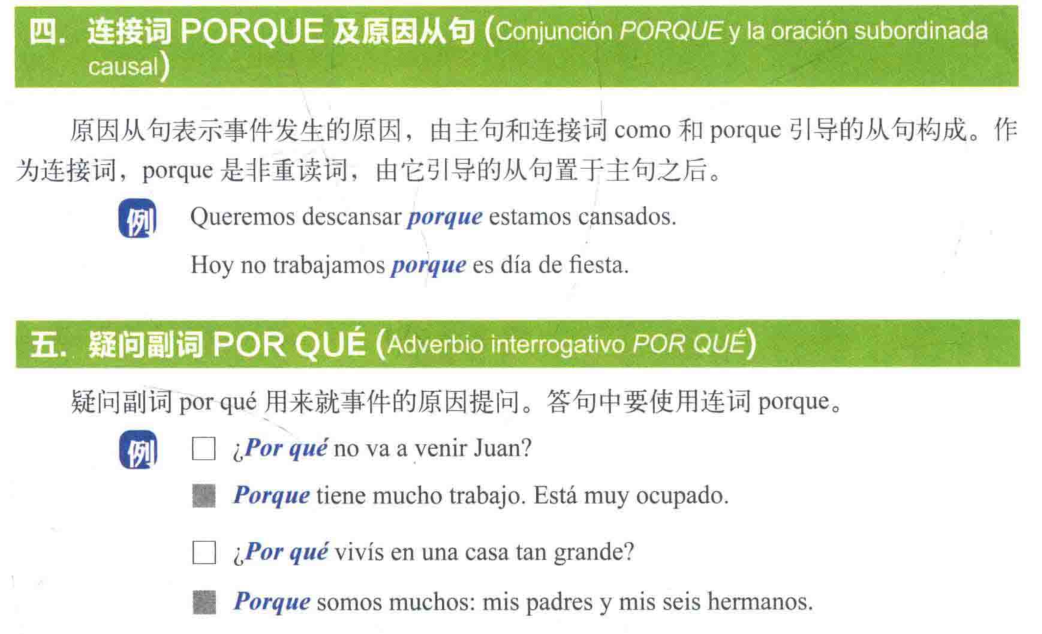 四. 连接词 PORQUE 及原因从句 (Conjunción PORQUE y la oración subordinada
causal)
原因从句表示事件发生的原因，由主句和连接词 como 和 porque 引导的从句构成。作
为连接词，porque 是非重读词，由它引导的从句置于主句之后。
例 Queremos descansar porque estamos cansados.
Hoy no trabajamos porque es día de fiesta.
五. 疑问副词 POR QUÉ (Adverbio interrogativo POR QUÉ)
疑问副词 por qué 用来就事件的原因提问。答句中要使用连词 porque。
例 □ ¿Por qué no va a venir Juan?
■ Porque tiene mucho trabajo. Está muy ocupado.
□ ¿Por qué vivís en una casa tan grande?
■ Porque somos muchos: mis padres y mis seis hermanos.